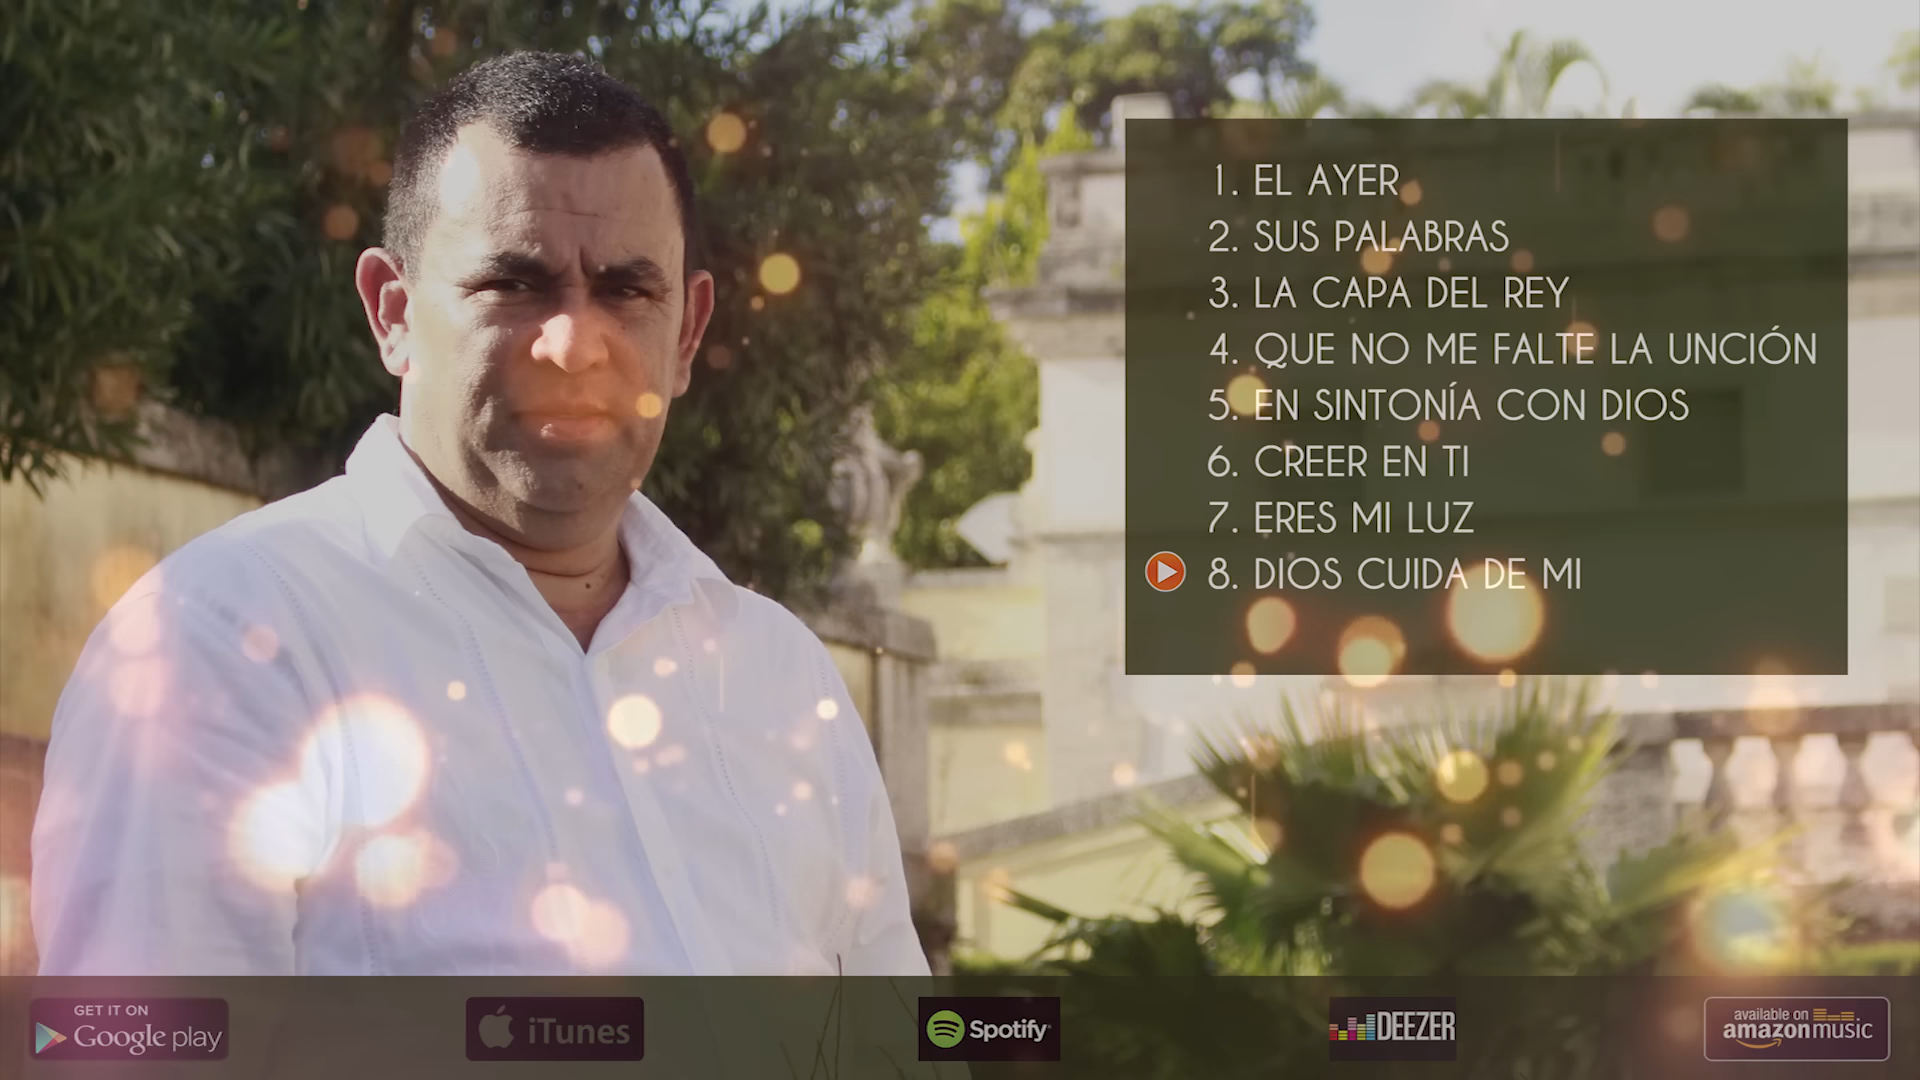 1. EL AYER
2. SUS PALABRAS
3. LA CAPA DEL REY
4. QUE NO ME FALTE LA UNCIÓN
5. EN SINTONÍA CON DIOS
6. CREER EN TI
7. ERES MI LUZ
8. DIOS CUIDA DE MI
GET IT ON
Google play
iTunes
Spotify
DEEZER
available on
amazon music